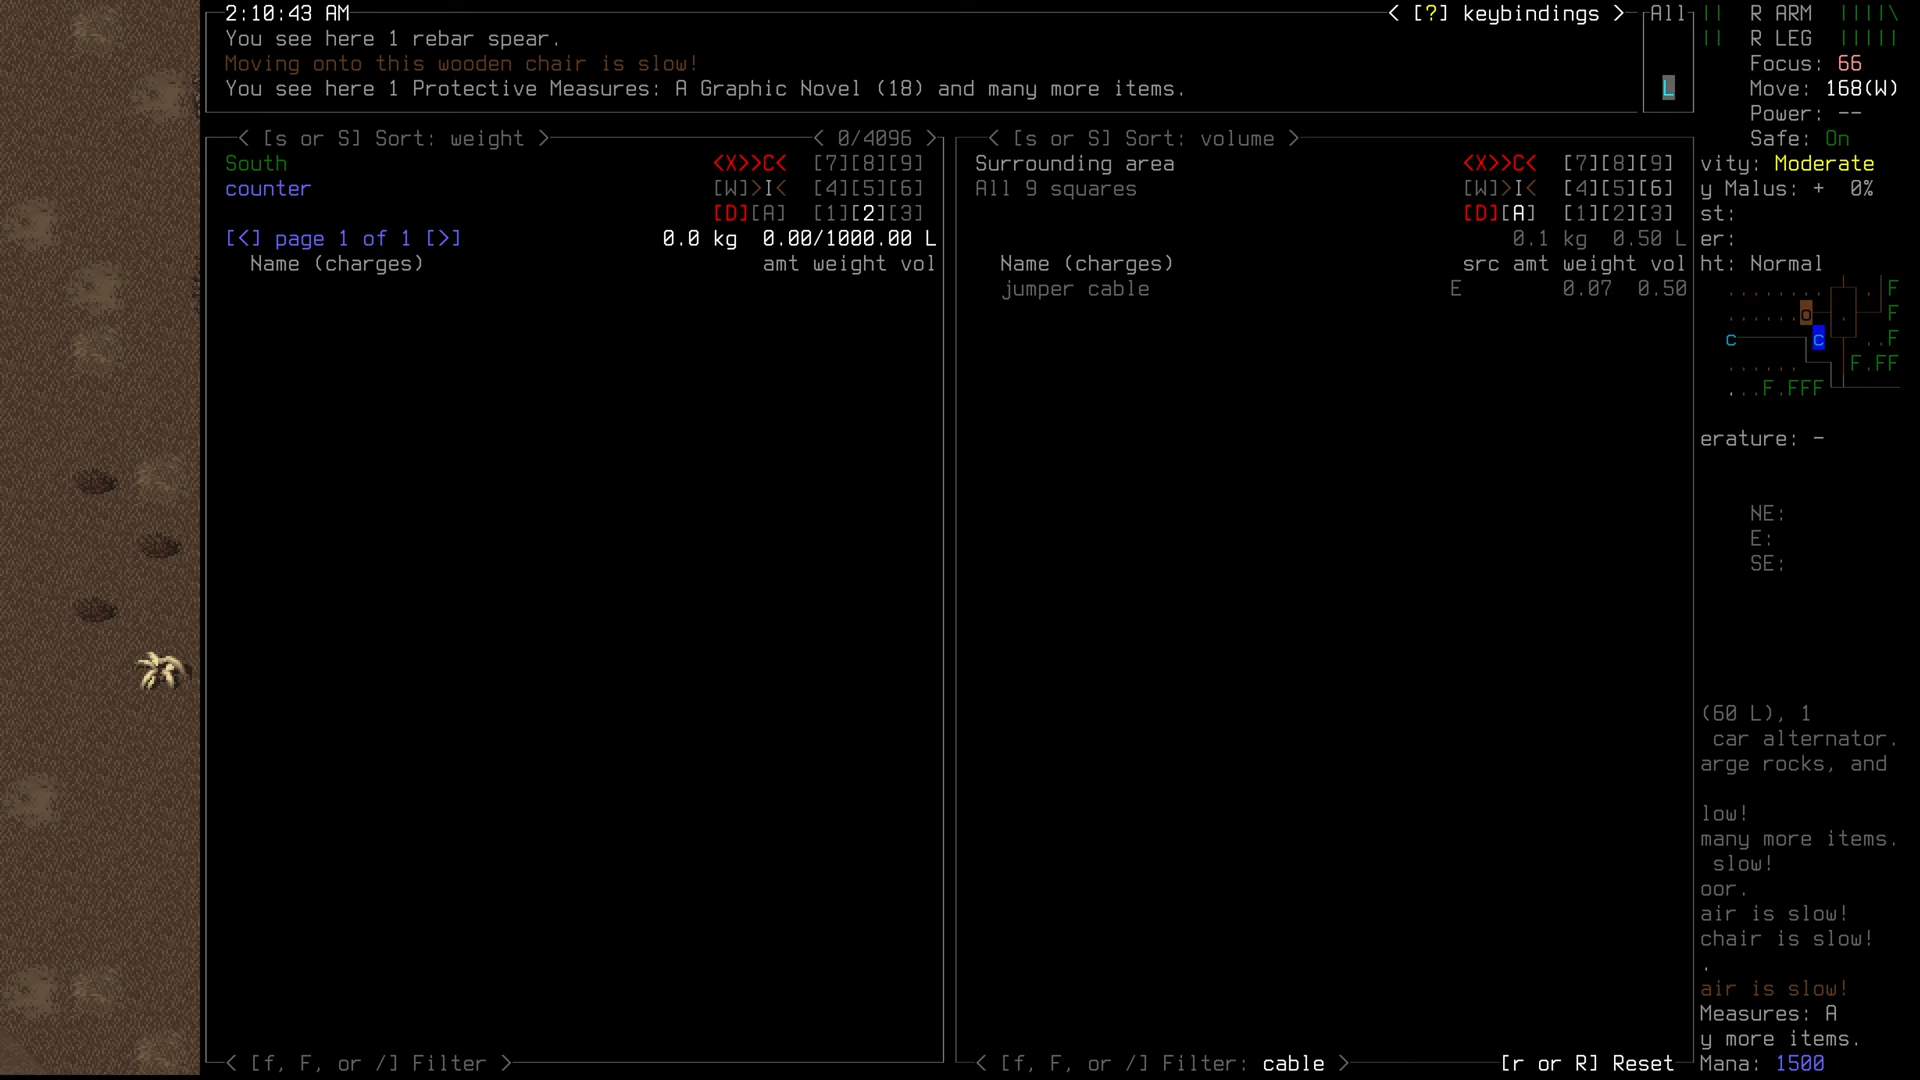 2:10:43 AM < [?] keybindings > All
You see here 1 rebar spear.
Moving onto this wooden chair is slow!
You see here 1 Protective Measures: A Graphic Novel (18) and many more items. L
< [s or S] Sort: weight > < 0/4096 >
South <X>>C< [7][8][9]
counter [W]>I< [4][5][6]
[D][A] [1][2][3]
[<] page 1 of 1 [>] 0.0 kg 0.00/1000.00 L
Name (charges) amt weight vol
< [f, F, or /] Filter >
< [s or S] Sort: volume >
Surrounding area <X>>C< [7][8][9]
All 9 squares [W]>I< [4][5][6]
[D][A] [1][2][3]
0.1 kg 0.50 L
Name (charges) src amt weight vol
jumper cable E 0.07 0.50
< [f, F, or /] Filter: cable > [r or R] Reset
|| R ARM ||||\
|| R LEG |||||
Focus: 66
Move: 168(W)
Power: --
Safe: On
vity: Moderate
y Malus: + 0%
st:
er:
ht: Normal
........ . F
......o . F
c c ..F
...... F.FF
...F.FFF
erature: -
NE:
E:
SE:
(60 L), 1
car alternator.
arge rocks, and
low!
many more items.
slow!
oor.
air is slow!
chair is slow!
.
air is slow!
Measures: A
y more items.
Mana: 1500